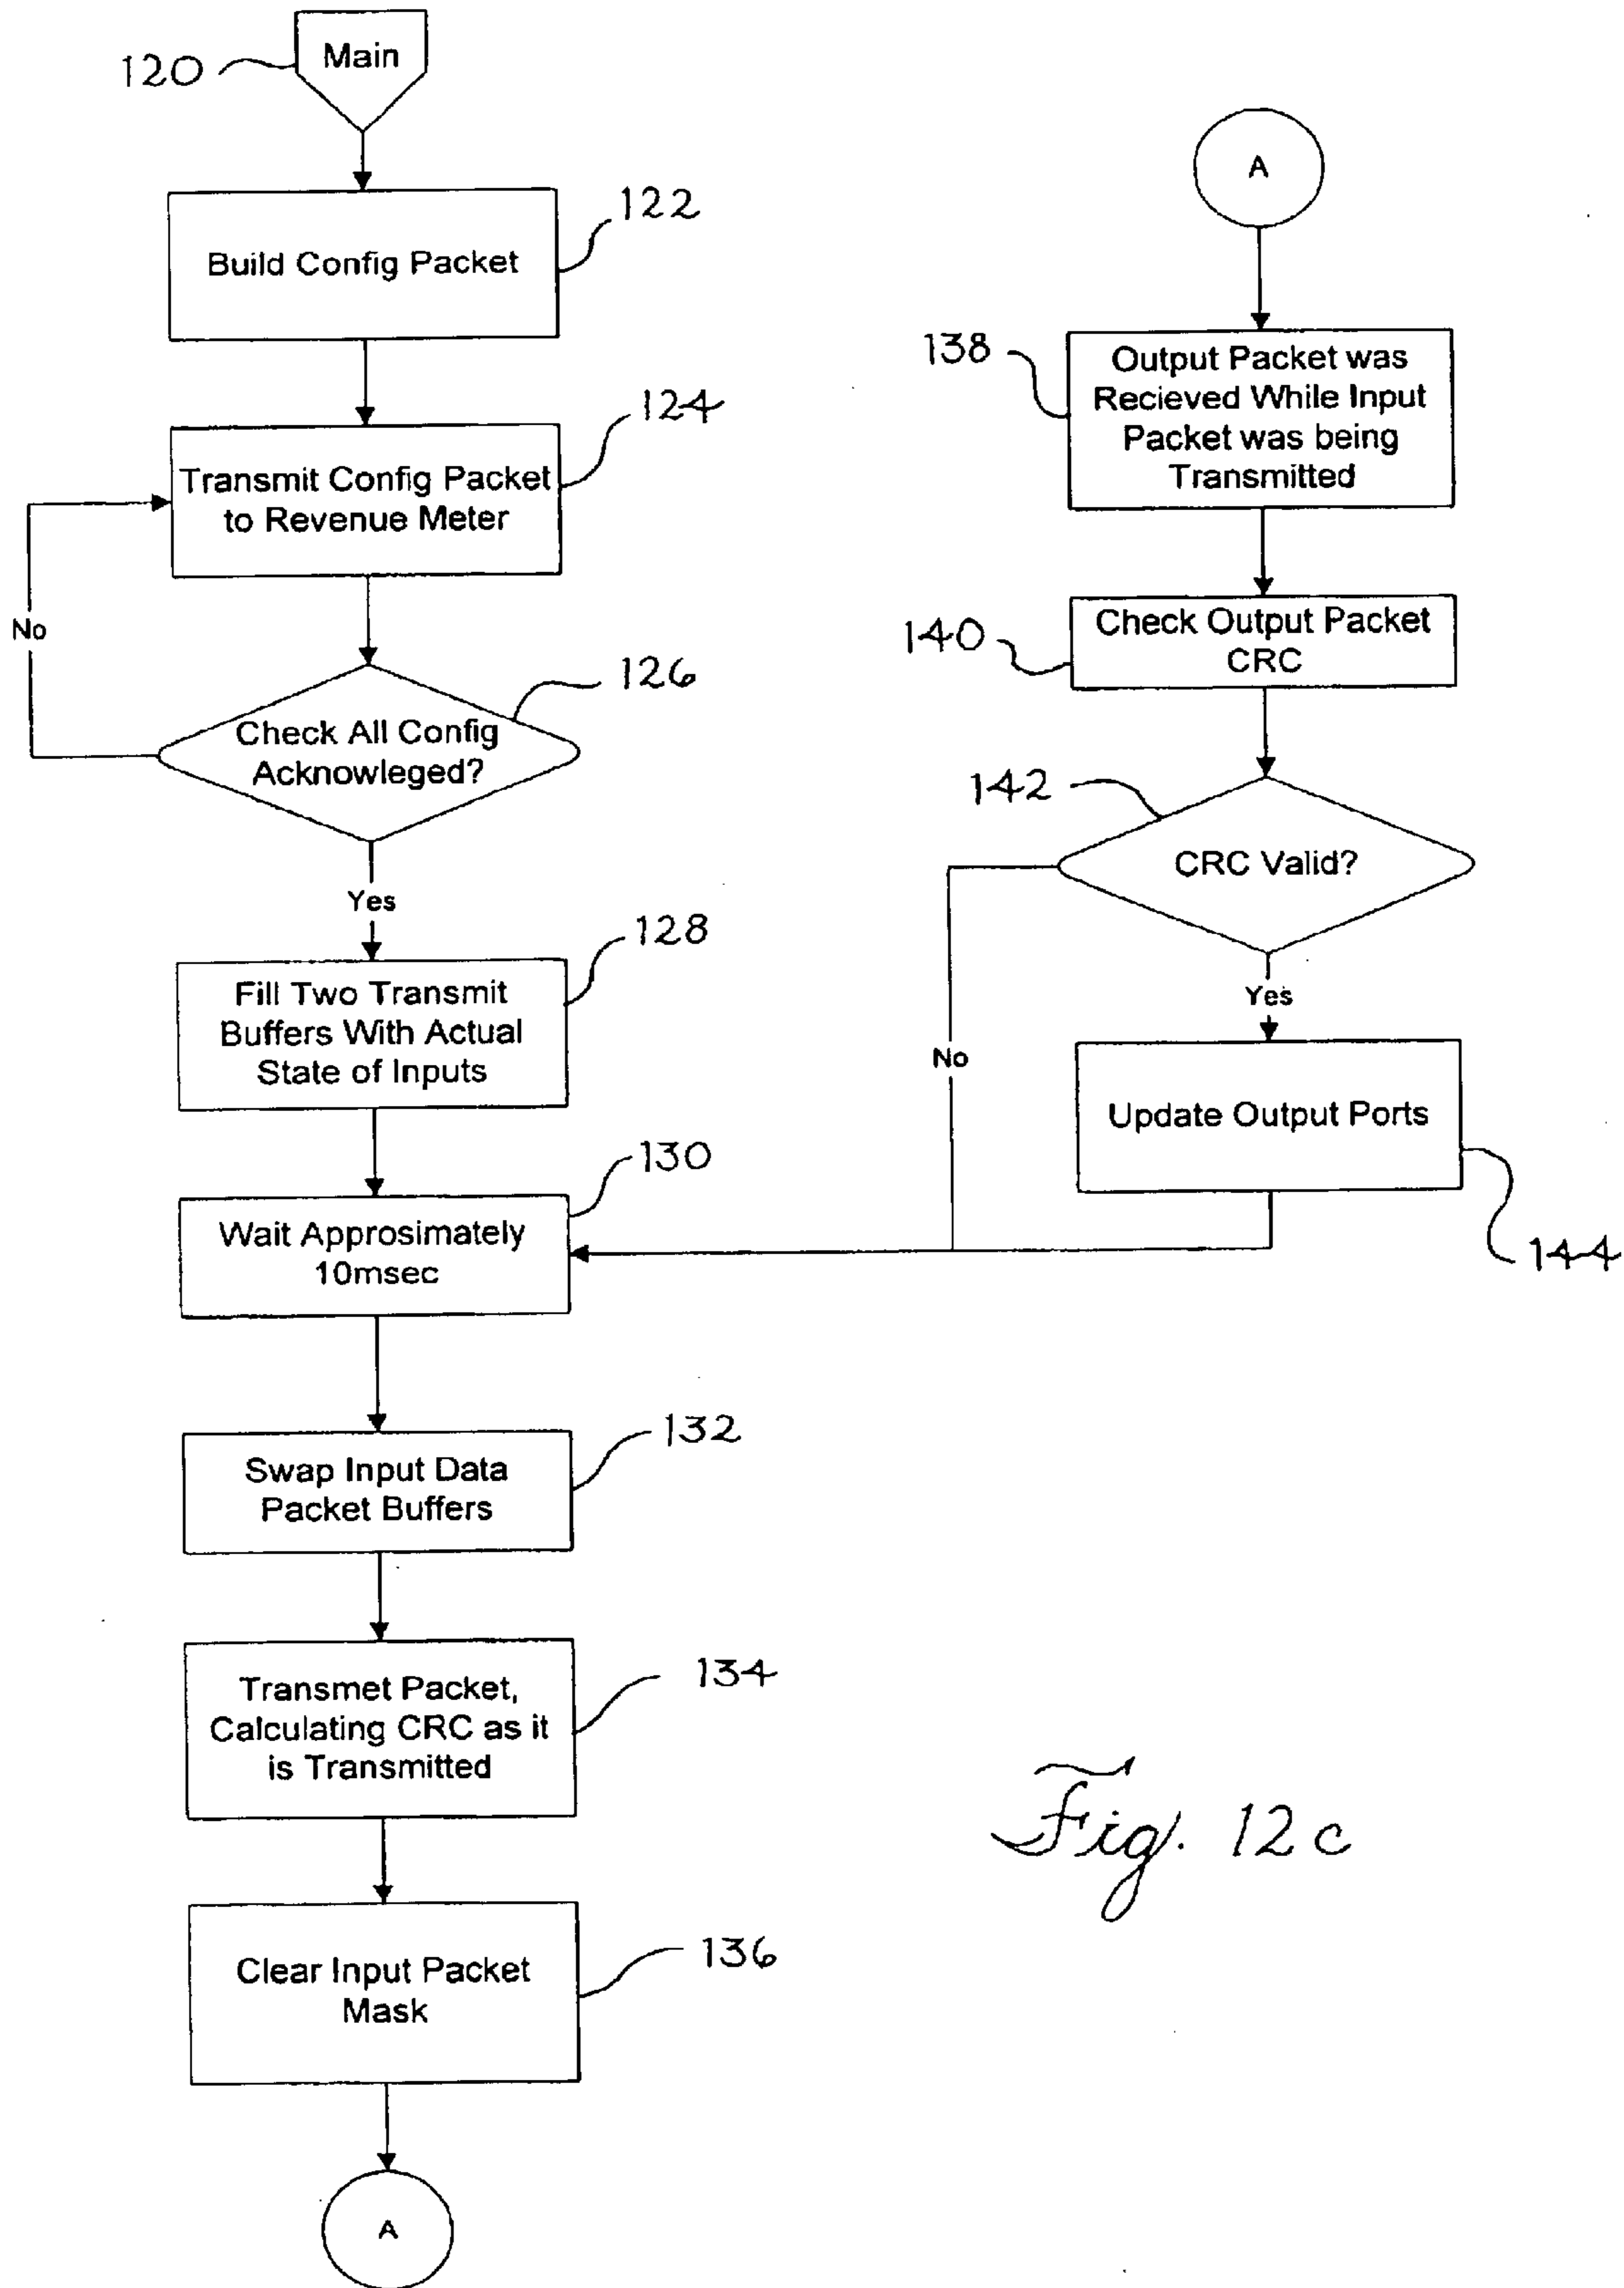 Main
120
Build Config Packet
122
Transmit Config Packet
to Revenue Meter
124
No
Check All Config
Acknowleged?
126
Yes
Fill Two Transmit
Buffers With Actual
State of Inputs
128
Wait Approsimately
10msec
130
Swap Input Data
Packet Buffers
132
Transmet Packet,
Calculating CRC as it
is Transmitted
134
Clear Input Packet
Mask
136
A
A
138
Output Packet was
Recieved While Input
Packet was being
Transmitted
140
Check Output Packet
CRC
142
CRC Valid?
No
Yes
Update Output Ports
144
Fig. 12c